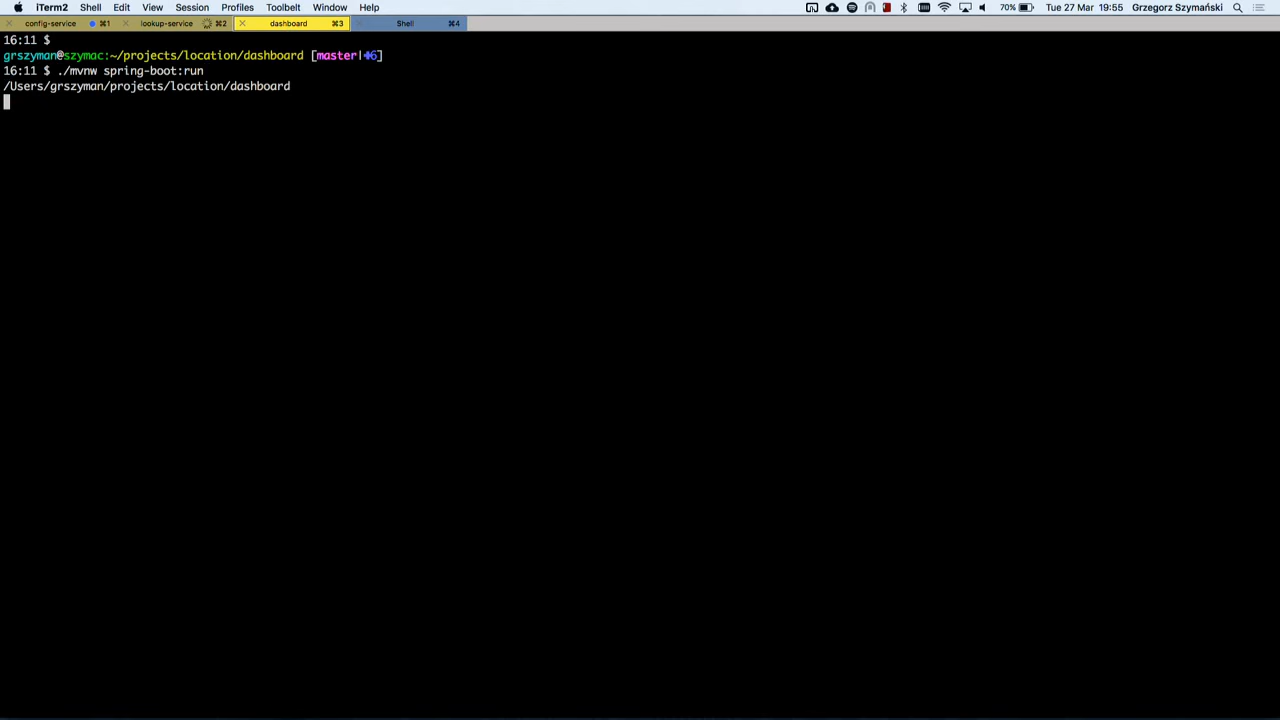 iTerm2 Shell Edit View Session Profiles Toolbelt Window Help 70% Tue 27 Mar 19:55 Grzegorz Szymański
config-service ⌘1 lookup-service ⌘2 dashboard ⌘3 Shell ⌘4
16:11 $
grszyman@szymac:~/projects/location/dashboard [master|✚6]
16:11 $ ./mvnw spring-boot:run
/Users/grszyman/projects/location/dashboard